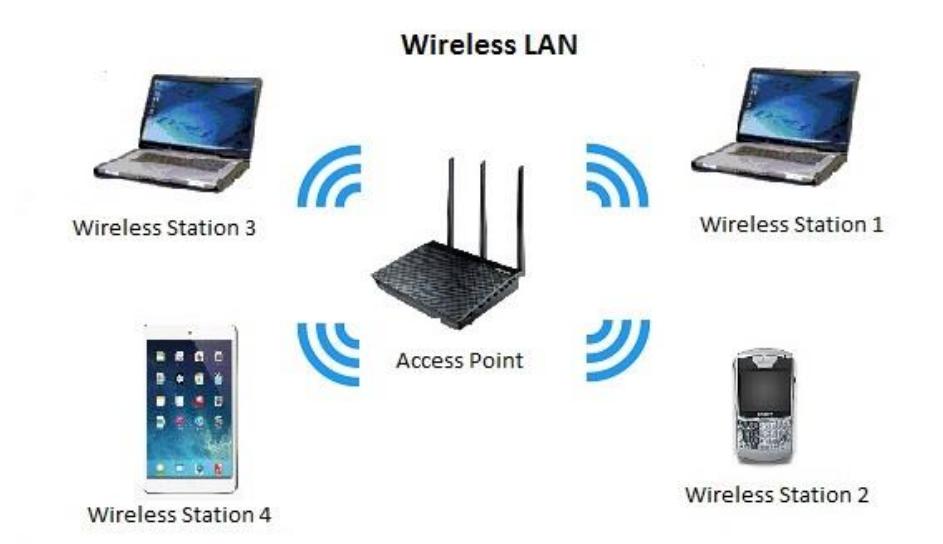 Wireless LAN
Wireless Station 3
Wireless Station 1
Access Point
Wireless Station 4
Wireless Station 2